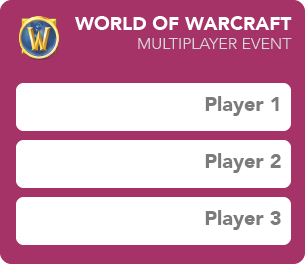 W
WORLD OF WARCRAFT
MULTIPLAYER EVENT
Player 1
Player 2
Player 3